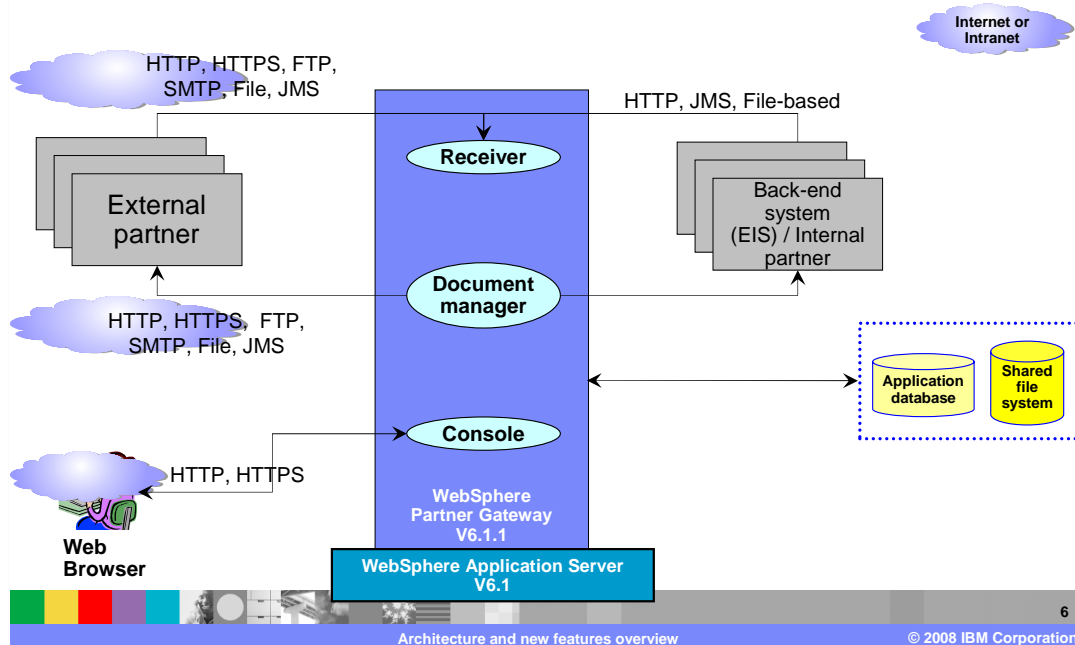 Internet or
Intranet
HTTP, HTTPS, FTP,
SMTP, File, JMS
HTTP, JMS, File-based
Receiver
External
partner
Back-end
system
(EIS) / Internal
partner
Document
manager
HTTP, HTTPS, FTP,
SMTP, File, JMS
Application
database
Shared
file
system
Console
HTTP, HTTPS
WebSphere
Partner Gateway
V6.1.1
Web
Browser
WebSphere Application Server
V6.1
6
Architecture and new features overview
© 2008 IBM Corporation